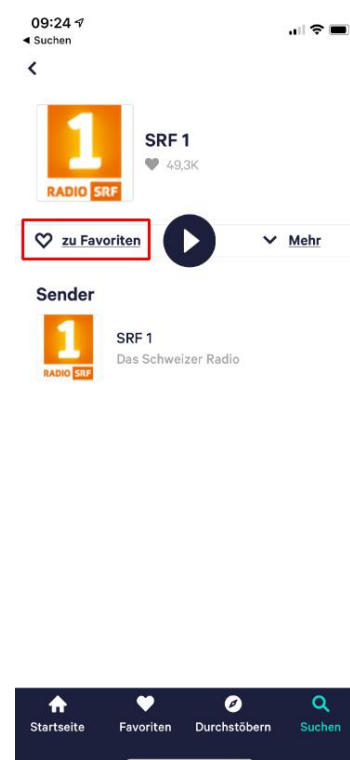 09:24
Suchen
1
RADIO SRF
SRF 1
49,3K
zu Favoriten
Mehr
Sender
1
RADIO SRF
SRF 1
Das Schweizer Radio
Startseite Favoriten Durchstöbern Suchen